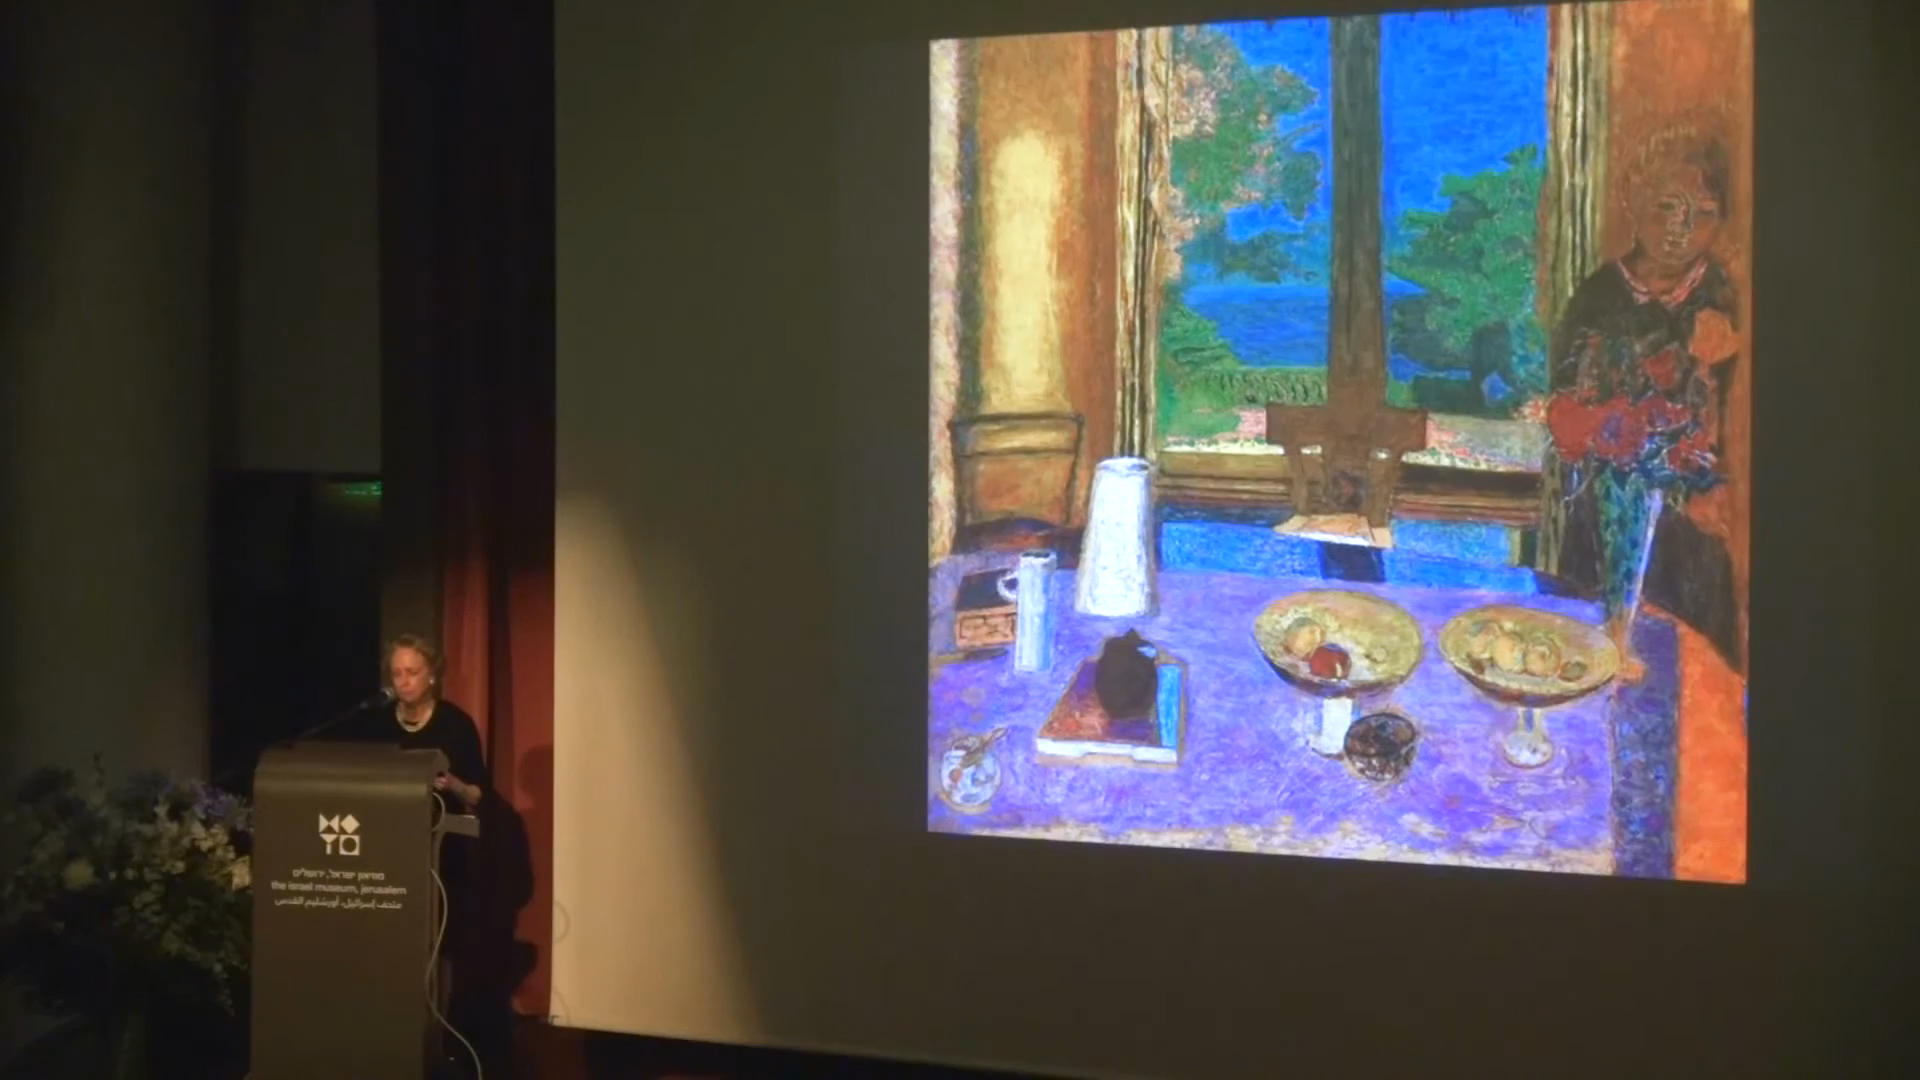 מוזיאון ישראל, ירושלים
the israel museum, jerusalem
متحف إسرائيل، أورشليم القدس